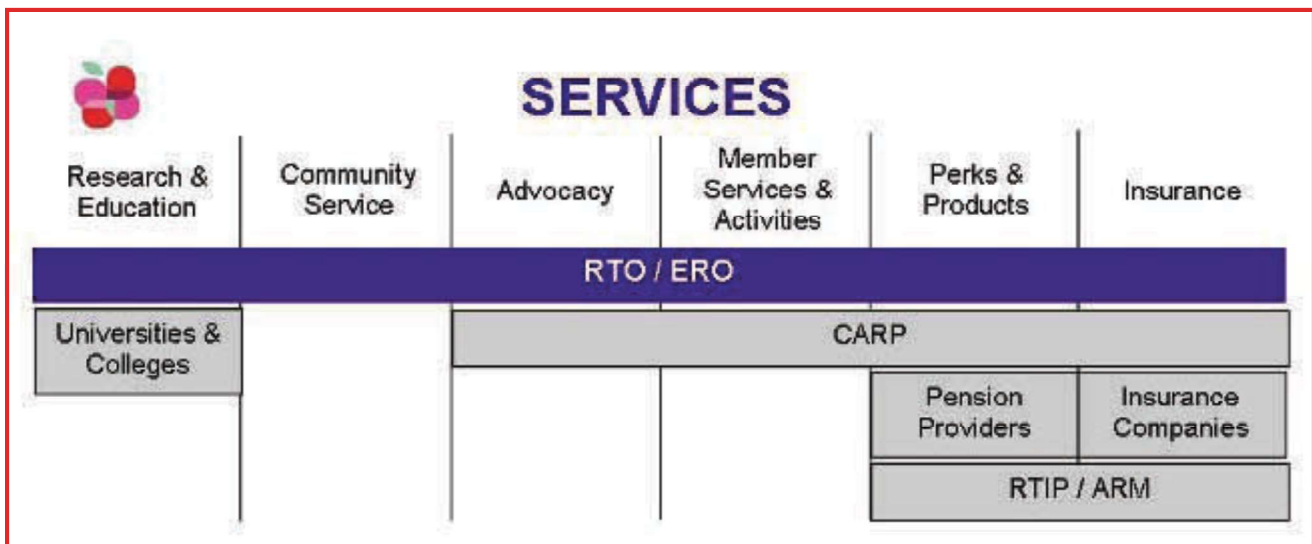 SERVICES
Research &
Education
Community
Service
Advocacy
Member
Services &
Activities
Perks &
Products
Insurance
RTO / ERO
Universities &
Colleges
CARP
Pension
Providers
Insurance
Companies
RTIP / ARM